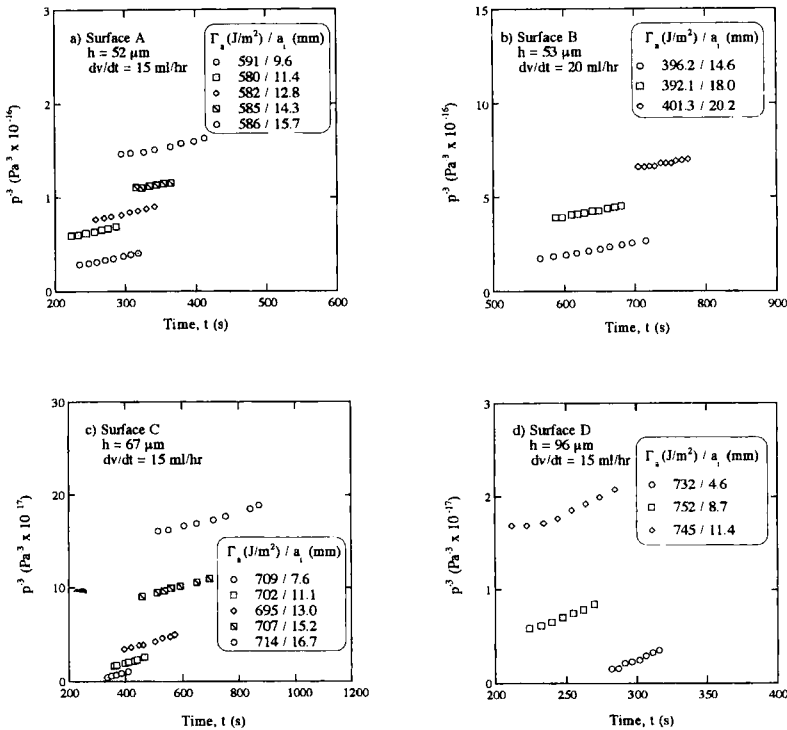 a) Surface A
h = 52 μm
dv/dt = 15 ml/hr
Γa (J/m²) / ai (mm)
591 / 9.6
580 / 11.4
582 / 12.8
585 / 14.3
586 / 15.7
p⁻³ (Pa⁻³ x 10⁻¹⁶)
3
2
1
0
200 300 400 500 600
Time, t (s)
b) Surface B
h = 53 μm
dv/dt = 20 ml/hr
Γa (J/m²) / ai (mm)
396.2 / 14.6
392.1 / 18.0
401.3 / 20.2
p⁻³ (Pa⁻³ x 10⁻¹⁶)
15
10
5
0
500 600 700 800 900
Time, t (s)
c) Surface C
h = 67 μm
dv/dt = 15 ml/hr
Γa (J/m²) / ai (mm)
709 / 7.6
702 / 11.1
695 / 13.0
707 / 15.2
714 / 16.7
p⁻³ (Pa⁻³ x 10⁻¹⁷)
30
20
10
0
200 400 600 800 1000 1200
Time, t (s)
d) Surface D
h = 96 μm
dv/dt = 15 ml/hr
Γa (J/m²) / ai (mm)
732 / 4.6
752 / 8.7
745 / 11.4
p⁻³ (Pa⁻³ x 10⁻¹⁷)
3
2
1
0
200 250 300 350 400
Time, t (s)